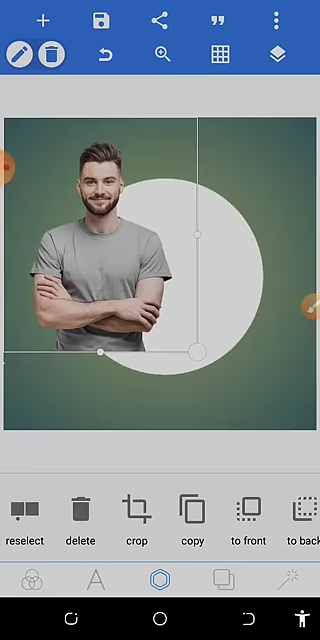 reselect
delete
crop
copy
to front
to back